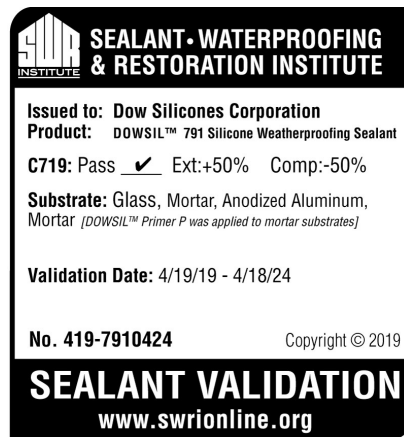 SWR
INSTITUTE
SEALANT • WATERPROOFING
& RESTORATION INSTITUTE
Issued to: Dow Silicones Corporation
Product: DOWSIL™ 791 Silicone Weatherproofing Sealant
C719: Pass ✔ Ext:+50% Comp:-50%
Substrate: Glass, Mortar, Anodized Aluminum,
Mortar [DOWSIL™ Primer P was applied to mortar substrates]
Validation Date: 4/19/19 - 4/18/24
No. 419-7910424 Copyright © 2019
SEALANT VALIDATION
www.swrionline.org